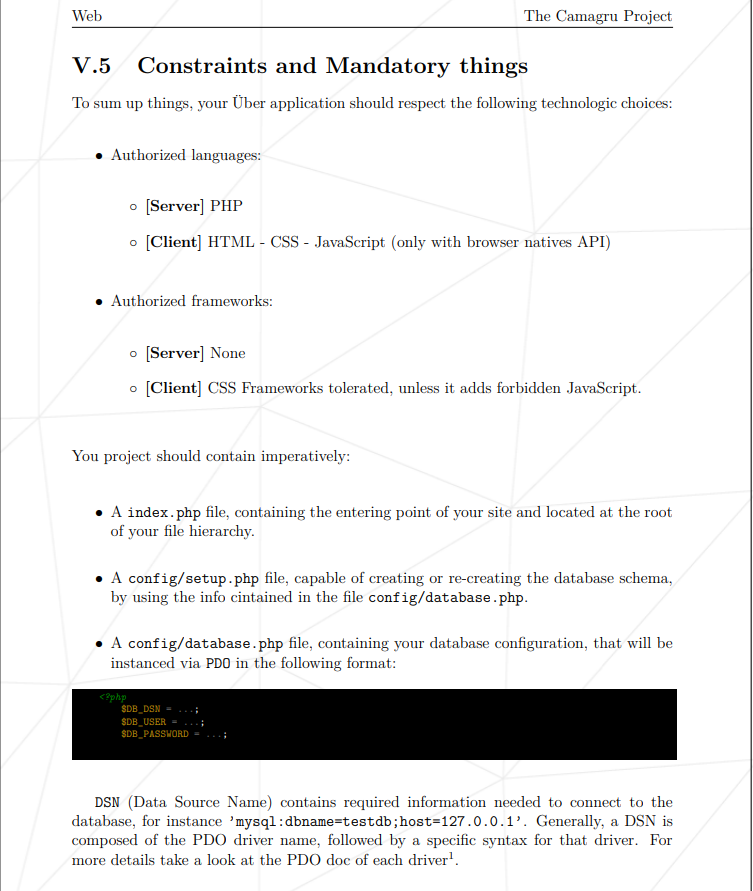 Web The Camagru Project
V.5 Constraints and Mandatory things
To sum up things, your Über application should respect the following technologic choices:
• Authorized languages:
◦ [Server] PHP
◦ [Client] HTML - CSS - JavaScript (only with browser natives API)
• Authorized frameworks:
◦ [Server] None
◦ [Client] CSS Frameworks tolerated, unless it adds forbidden JavaScript.
You project should contain imperatively:
• A index.php file, containing the entering point of your site and located at the root
of your file hierarchy.
• A config/setup.php file, capable of creating or re-creating the database schema,
by using the info cintained in the file config/database.php.
• A config/database.php file, containing your database configuration, that will be
instanced via PDO in the following format:
<?php
$DB_DSN = ...;
$DB_USER = ...;
$DB_PASSWORD = ...;
DSN (Data Source Name) contains required information needed to connect to the
database, for instance ’mysql:dbname=testdb;host=127.0.0.1’. Generally, a DSN is
composed of the PDO driver name, followed by a specific syntax for that driver. For
more details take a look at the PDO doc of each driver¹.